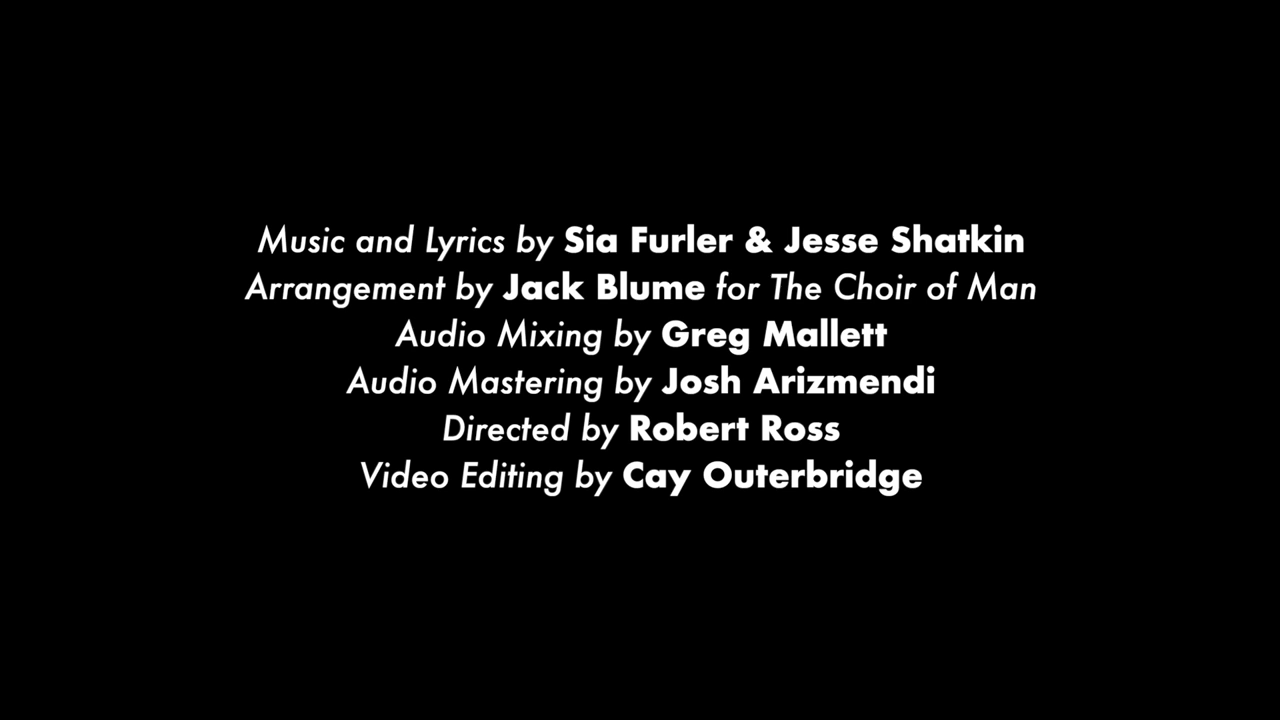 Music and Lyrics by Sia Furler & Jesse Shatkin
Arrangement by Jack Blume for The Choir of Man
Audio Mixing by Greg Mallett
Audio Mastering by Josh Arizmendi
Directed by Robert Ross
Video Editing by Cay Outerbridge